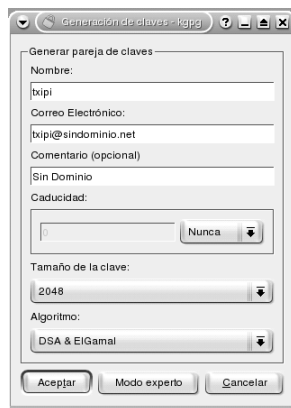 Generación de claves - kgpg
Generar pareja de claves
Nombre:
txipi
Correo Electrónico:
txipi@sindominio.net
Comentario (opcional)
Sin Dominio
Caducidad:
0
Nunca
Tamaño de la clave:
2048
Algoritmo:
DSA & ElGamal
Aceptar
Modo experto
Cancelar